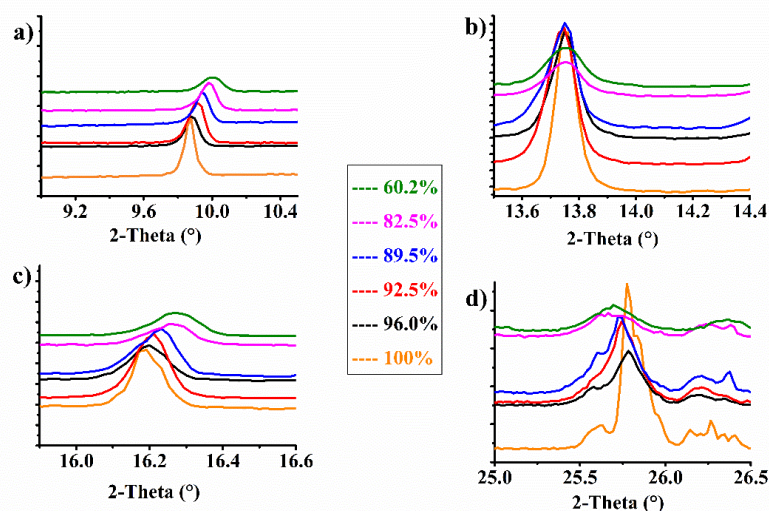 a)
9.2 9.6 10.0 10.4
2-Theta (°)
b)
13.6 13.8 14.0 14.2 14.4
2-Theta (°)
---- 60.2%
---- 82.5%
---- 89.5%
---- 92.5%
---- 96.0%
---- 100%
c)
16.0 16.2 16.4 16.6
2-Theta (°)
d)
25.0 25.5 26.0 26.5
2-Theta (°)